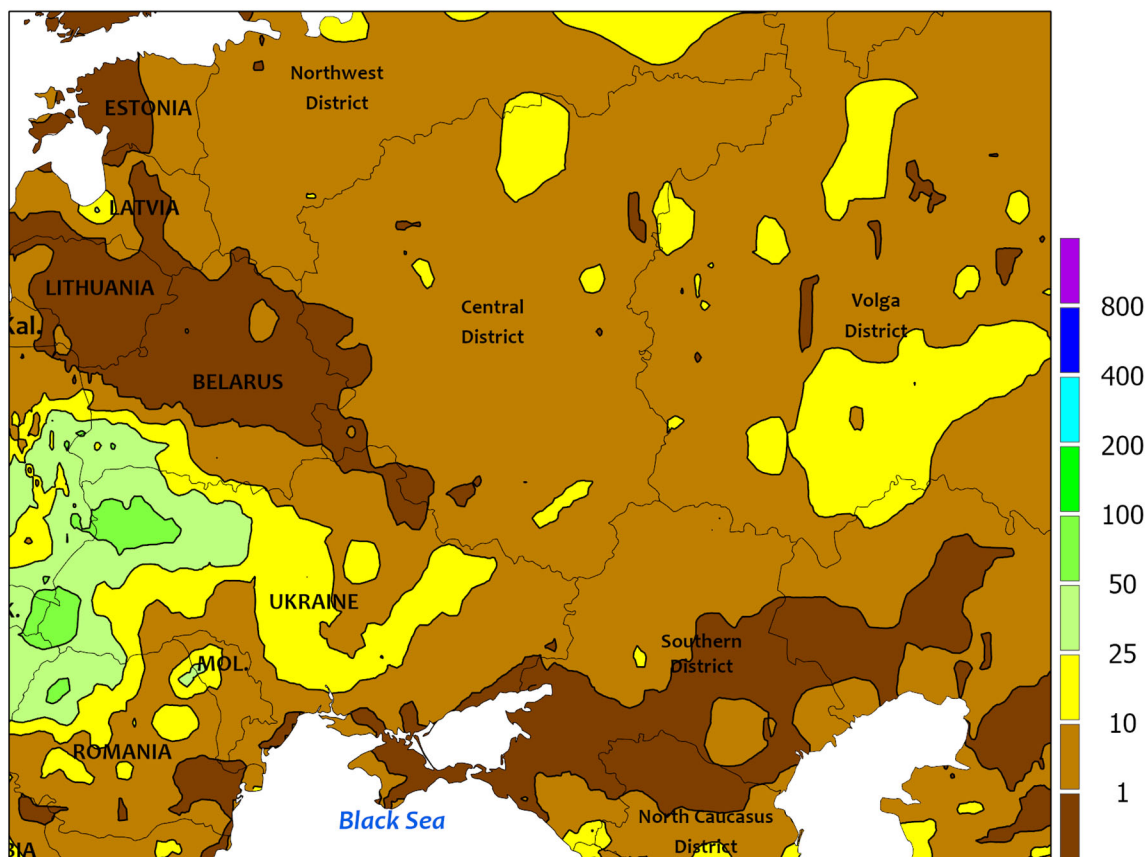 Northwest
District
ESTONIA
LATVIA
LITHUANIA
Kal.
Central
District
Volga
District
BELARUS
UKRAINE
MOL.
Southern
District
ROMANIA
Black Sea
North Caucasus
District
800
400
200
100
50
25
10
1